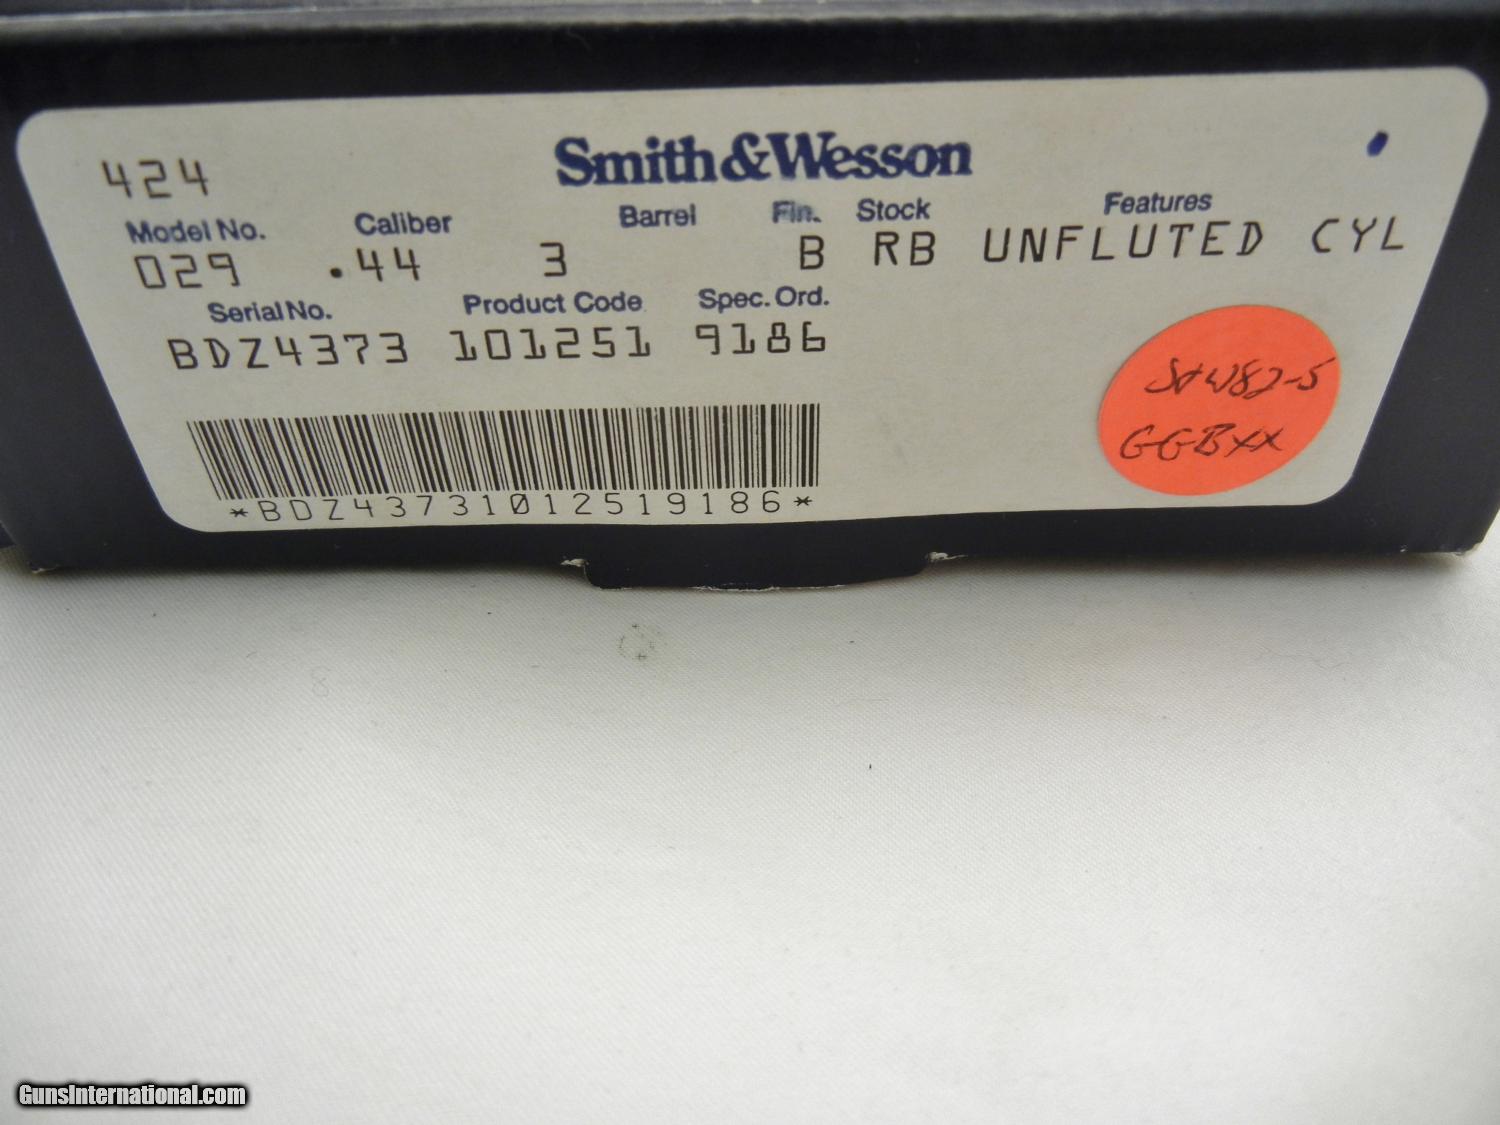 Smith&Wesson
424
Model No. Caliber Barrel Fin. Stock Features
029 .44 3 B RB UNFLUTED CYL
Serial No. Product Code Spec. Ord.
BDZ4373 101251 9186
*BDZ43731012519186*
GGBXX
GunsInternational.com